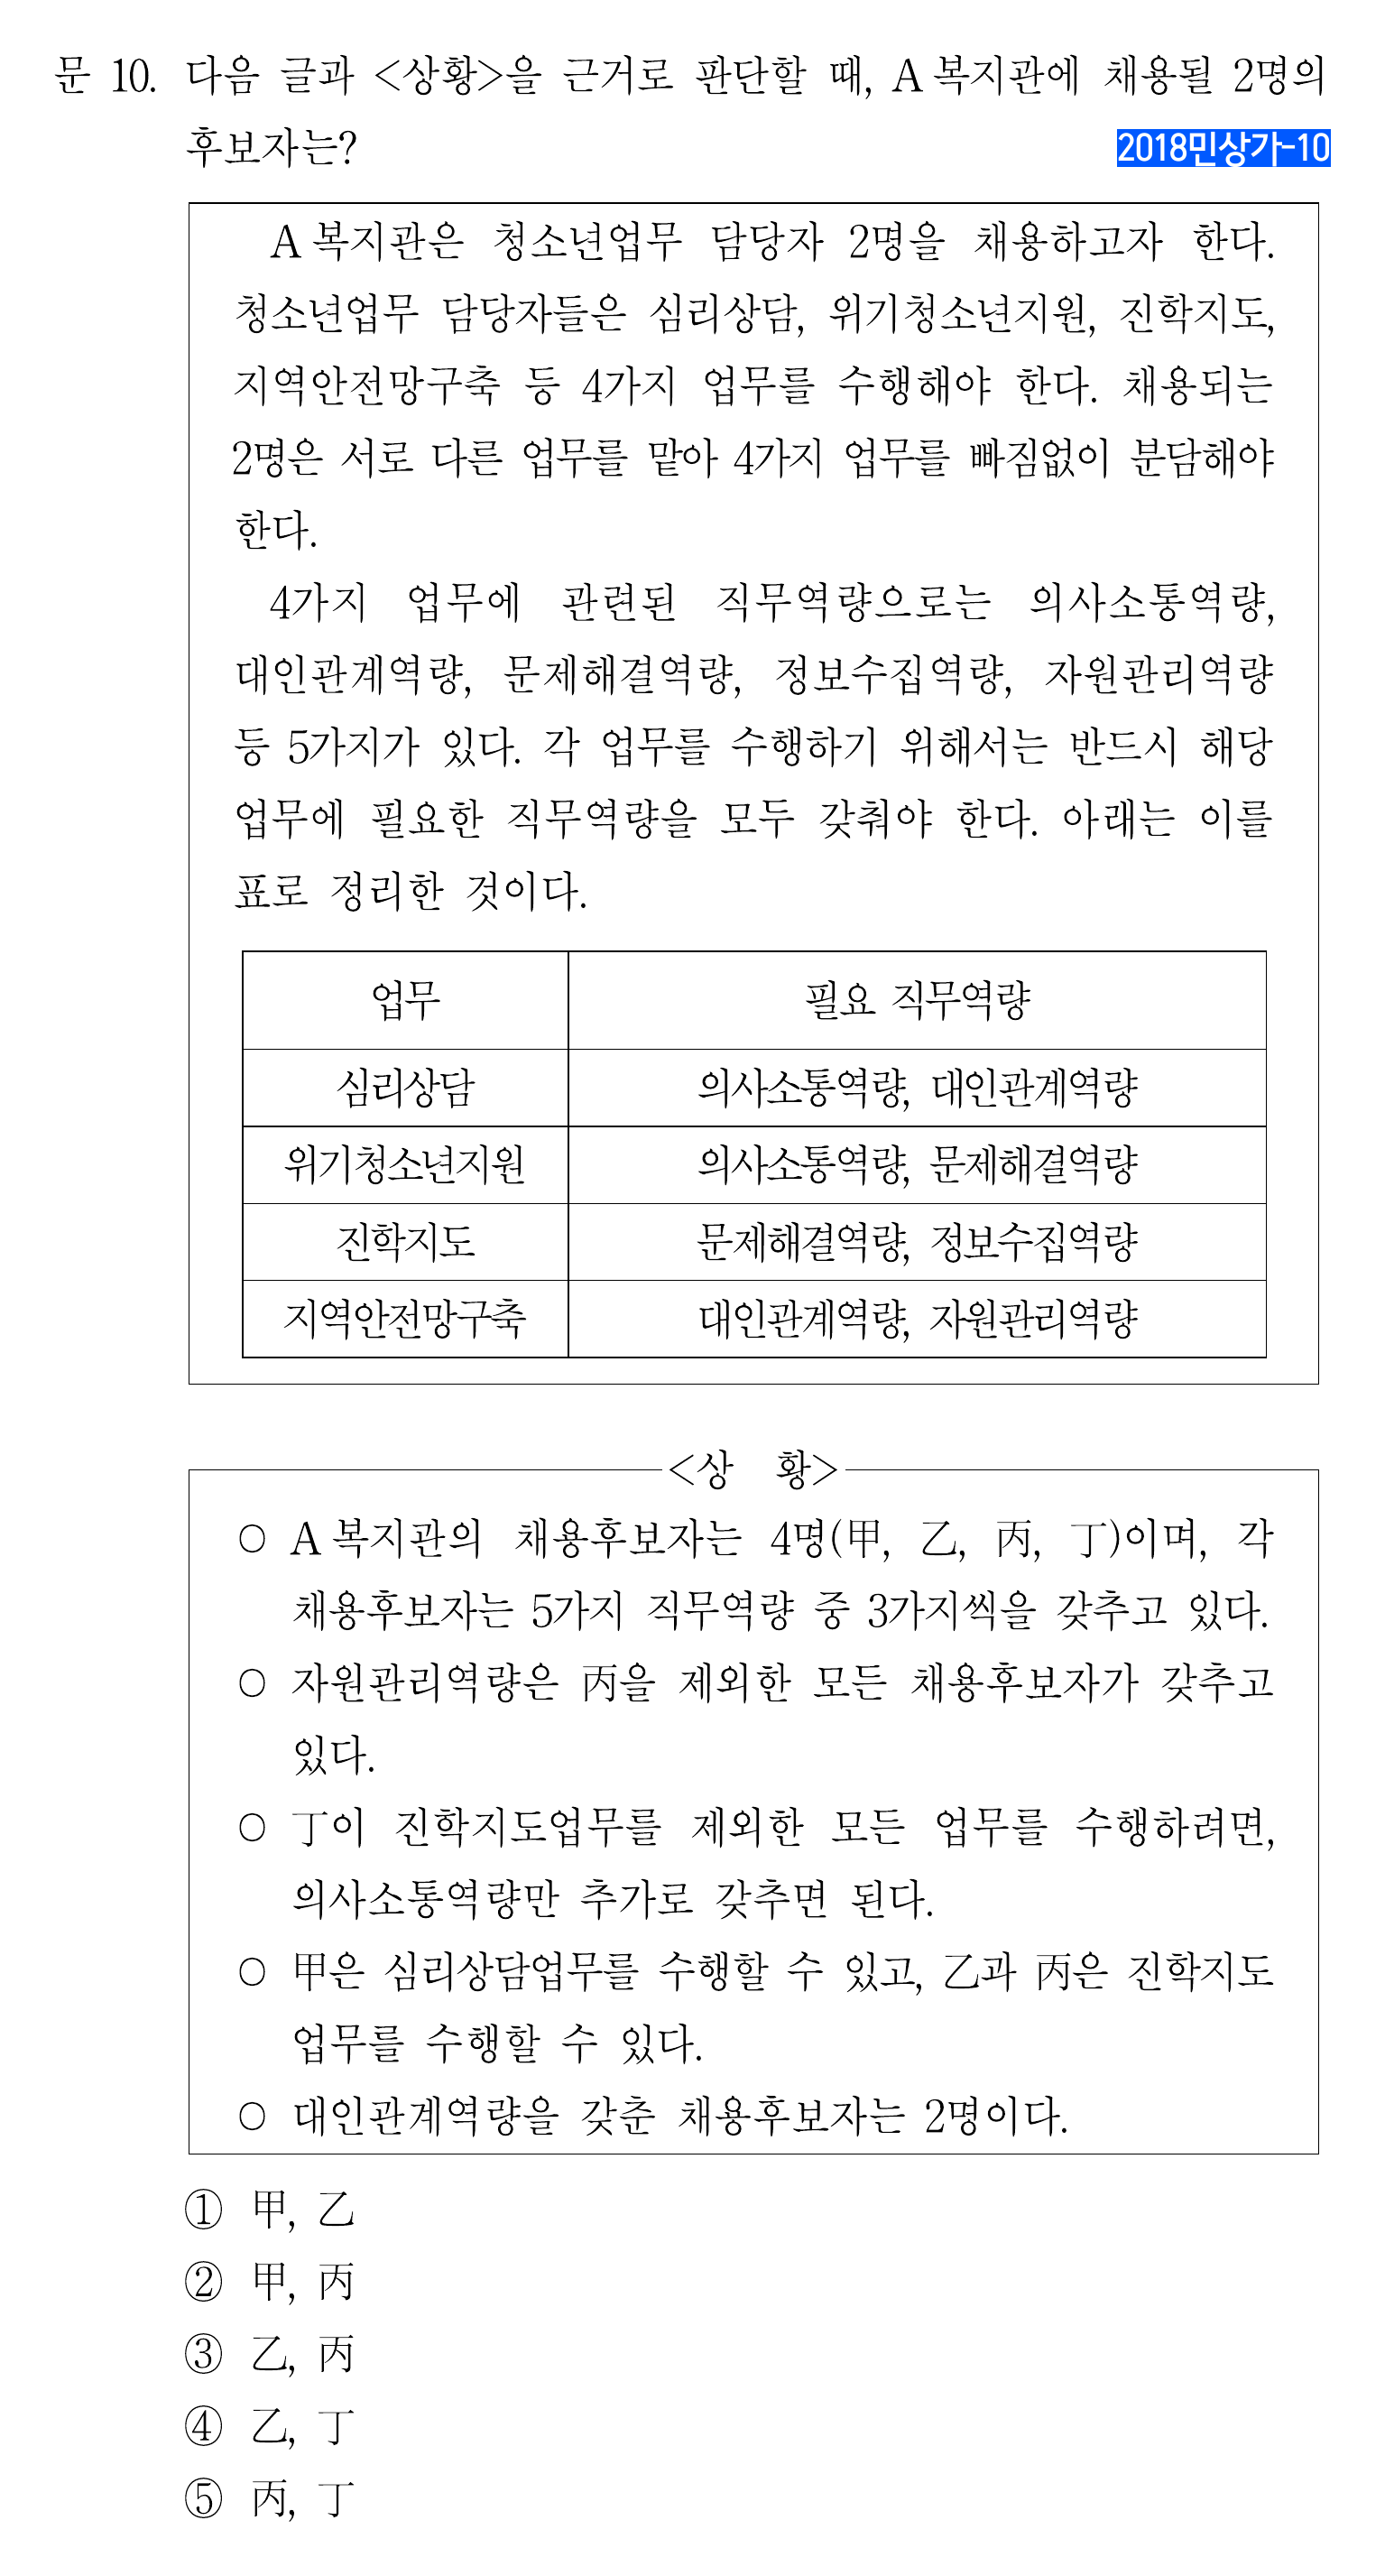 문 10. 다음 글과 <상황>을 근거로 판단할 때, A복지관에 채용될 2명의
후보자는?
2018민상가-10
A복지관은 청소년업무 담당자 2명을 채용하고자 한다.
청소년업무 담당자들은 심리상담, 위기청소년지원, 진학지도,
지역안전망구축 등 4가지 업무를 수행해야 한다. 채용되는
2명은 서로 다른 업무를 맡아 4가지 업무를 빠짐없이 분담해야
한다.
4가지 업무에 관련된 직무역량으로는 의사소통역량,
대인관계역량, 문제해결역량, 정보수집역량, 자원관리역량
등 5가지가 있다. 각 업무를 수행하기 위해서는 반드시 해당
업무에 필요한 직무역량을 모두 갖춰야 한다. 아래는 이를
표로 정리한 것이다.
업무 필요 직무역량
심리상담 의사소통역량, 대인관계역량
위기청소년지원 의사소통역량, 문제해결역량
진학지도 문제해결역량, 정보수집역량
지역안전망구축 대인관계역량, 자원관리역량
<상 황>
○ A복지관의 채용후보자는 4명(甲, 乙, 丙, 丁)이며, 각
채용후보자는 5가지 직무역량 중 3가지씩을 갖추고 있다.
○ 자원관리역량은 丙을 제외한 모든 채용후보자가 갖추고
있다.
○ 丁이 진학지도업무를 제외한 모든 업무를 수행하려면,
의사소통역량만 추가로 갖추면 된다.
○ 甲은 심리상담업무를 수행할 수 있고, 乙과 丙은 진학지도
업무를 수행할 수 있다.
○ 대인관계역량을 갖춘 채용후보자는 2명이다.
① 甲, 乙
② 甲, 丙
③ 乙, 丙
④ 乙, 丁
⑤ 丙, 丁